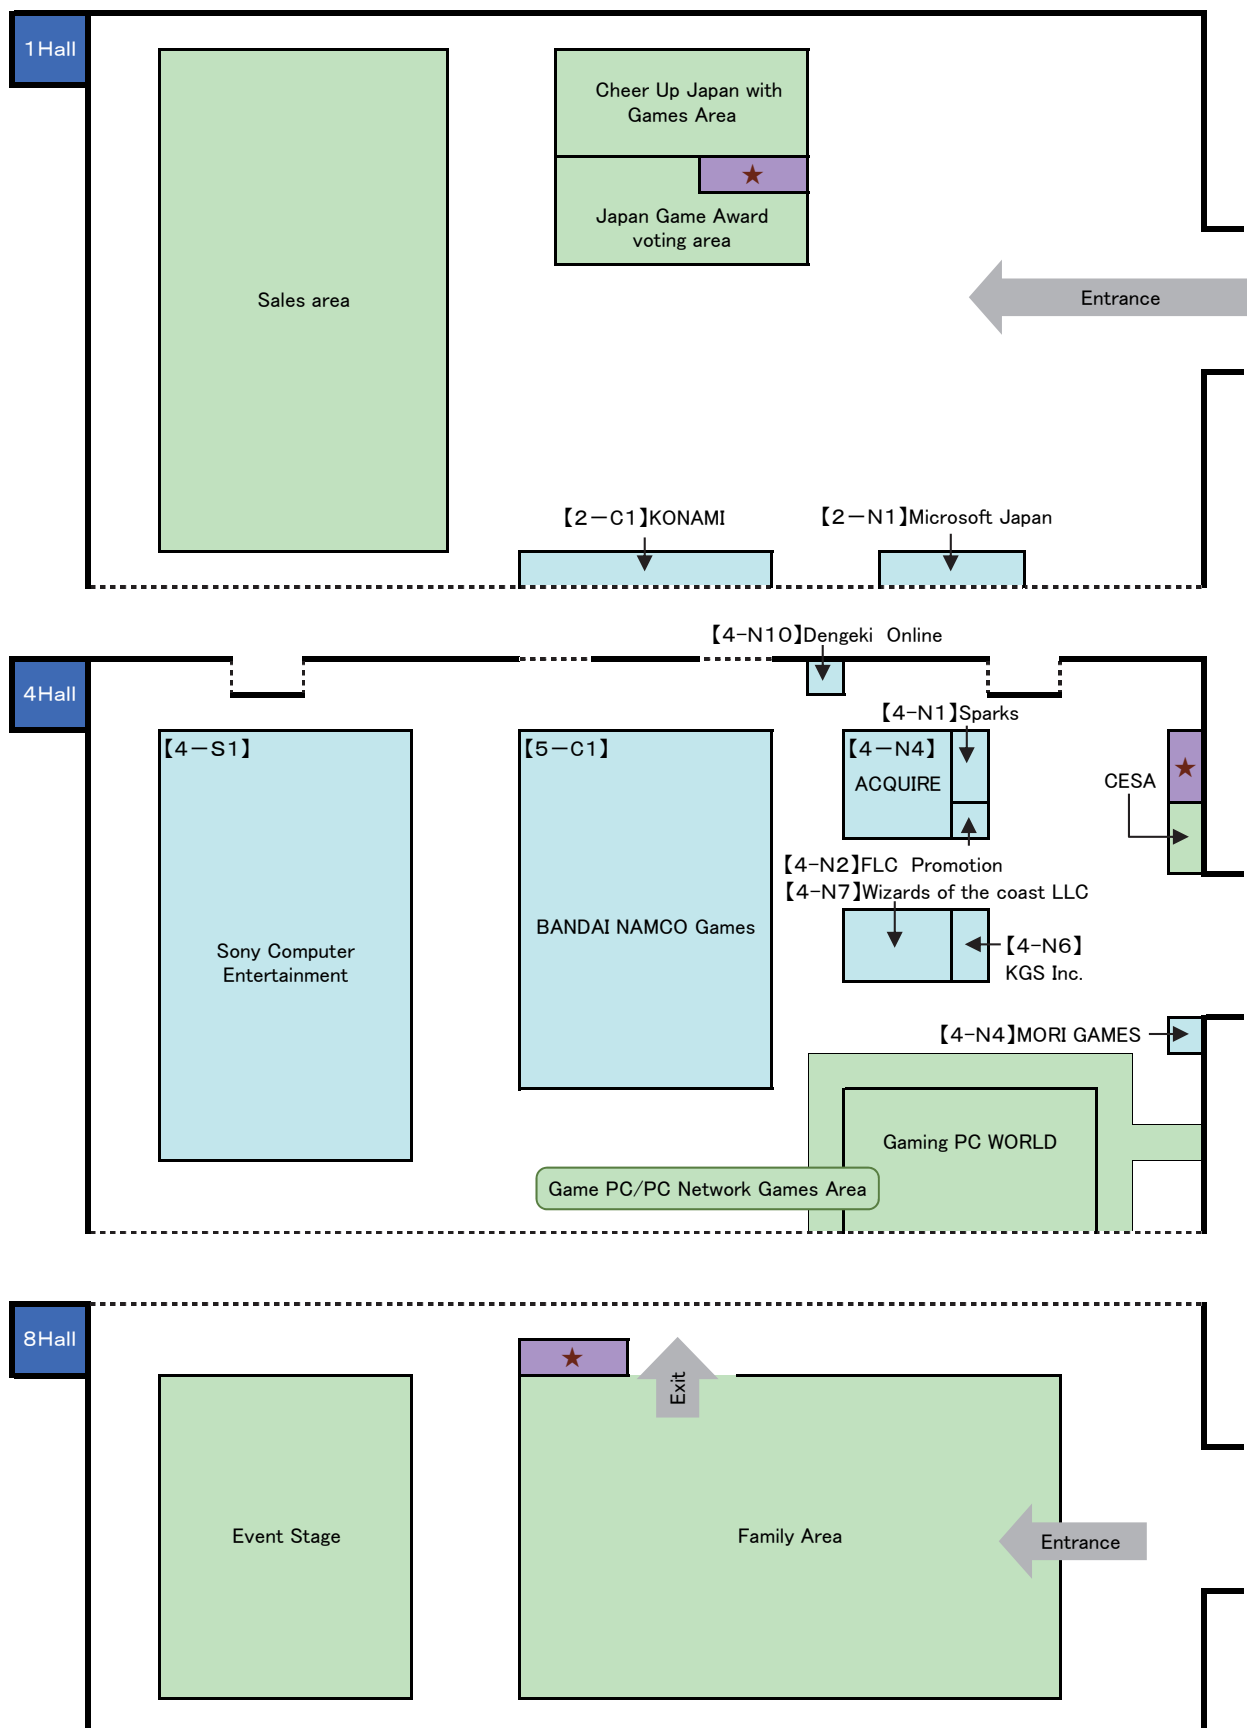 1Hall
Cheer Up Japan with
Games Area
★
Japan Game Award
voting area
Sales area
Entrance
【2－C1】KONAMI
【2－N1】Microsoft Japan
【4-N10】Dengeki Online
4Hall
【4-N1】Sparks
【4－S1】
【5－C1】
【4－N4】
ACQUIRE
★
CESA
【4-N2】FLC Promotion
【4-N7】Wizards of the coast LLC
BANDAI NAMCO Games
Sony Computer
Entertainment
【4-N6】
KGS Inc.
【4-N4】MORI GAMES
Gaming PC WORLD
Game PC/PC Network Games Area
8Hall
★
Exit
Event Stage
Family Area
Entrance